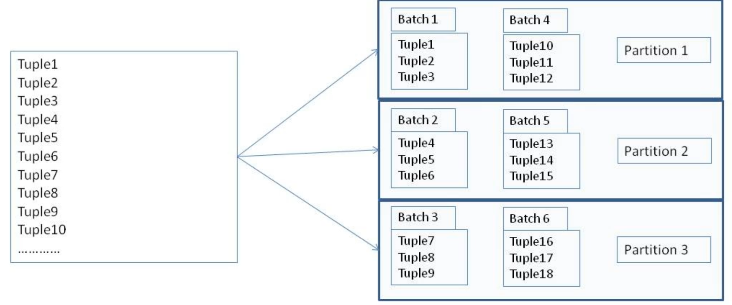 Tuple1
Tuple2
Tuple3
Tuple4
Tuple5
Tuple6
Tuple7
Tuple8
Tuple9
Tuple10
............
Batch 1
Tuple1
Tuple2
Tuple3
Batch 4
Tuple10
Tuple11
Tuple12
Partition 1
Batch 2
Tuple4
Tuple5
Tuple6
Batch 5
Tuple13
Tuple14
Tuple15
Partition 2
Batch 3
Tuple7
Tuple8
Tuple9
Batch 6
Tuple16
Tuple17
Tuple18
Partition 3